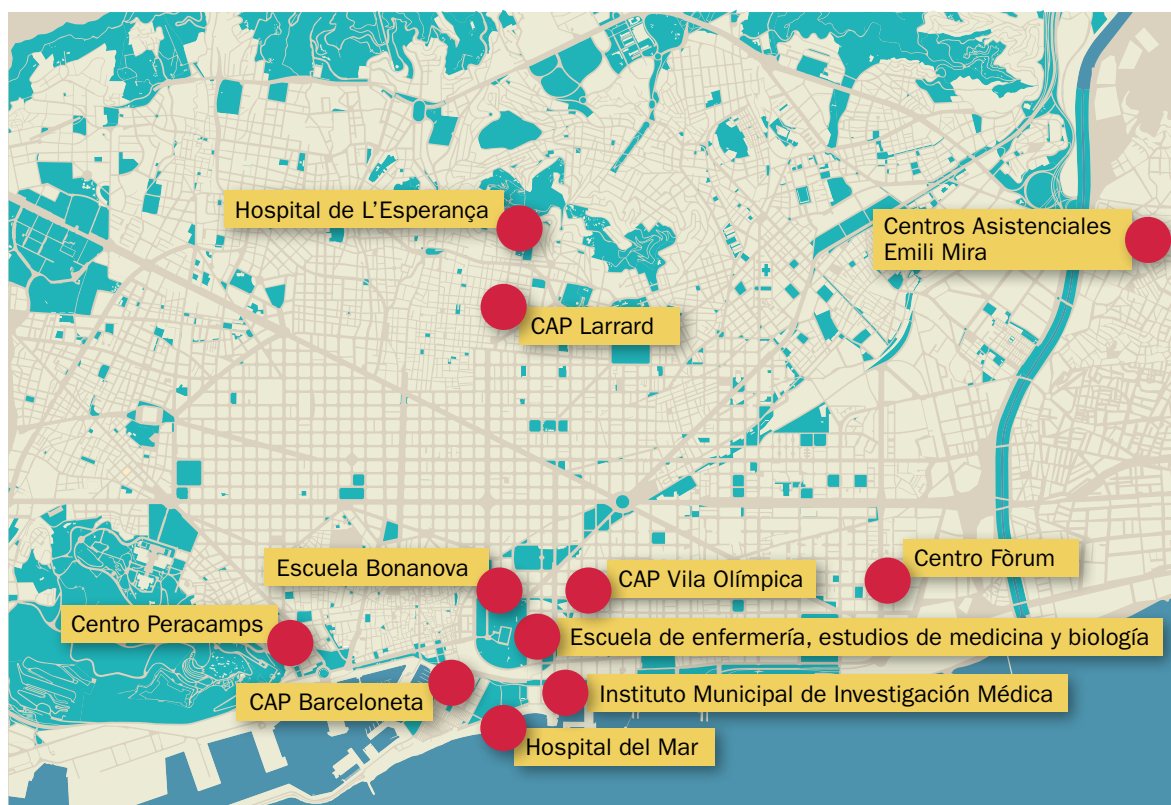 Hospital de L'Esperança
Centros Asistenciales
Emili Mira
CAP Larrard
Escuela Bonanova
CAP Vila Olímpica
Centro Fòrum
Centro Peracamps
Escuela de enfermería, estudios de medicina y biología
CAP Barceloneta
Instituto Municipal de Investigación Médica
Hospital del Mar